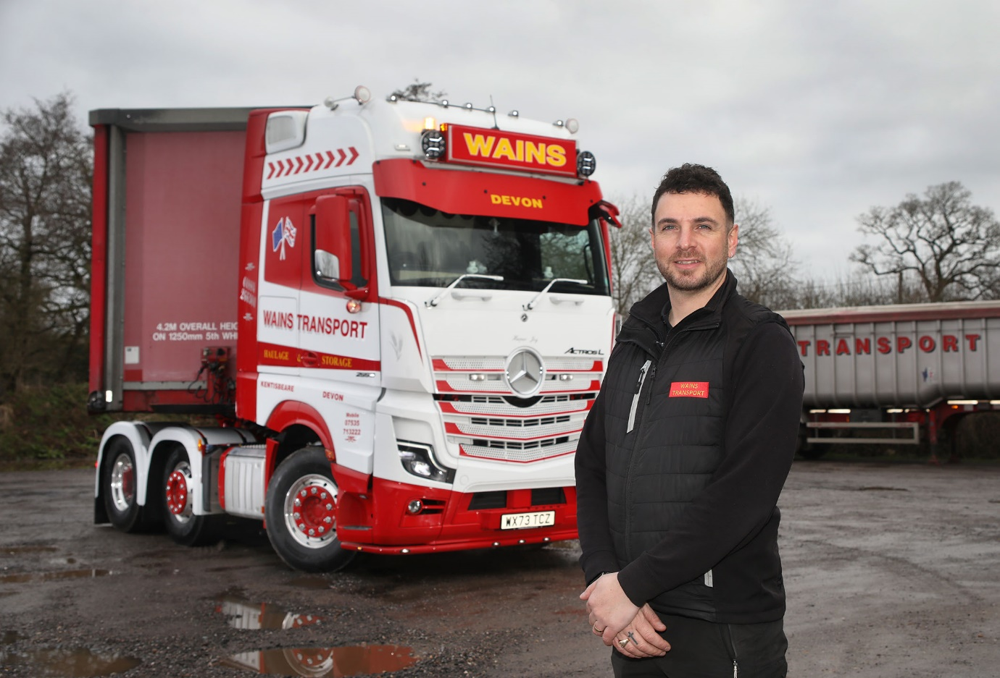 WAINS
DEVON
4.2M OVERALL HEIG
ON 1250mm 5th WH
WAINS TRANSPORT
HAULAGE & STORAGE
KENTISBEARE
DEVON
Mobile
07535
713222
ACTROS L
WX73 TCZ
WAINS
TRANSPORT
TRANSPORT